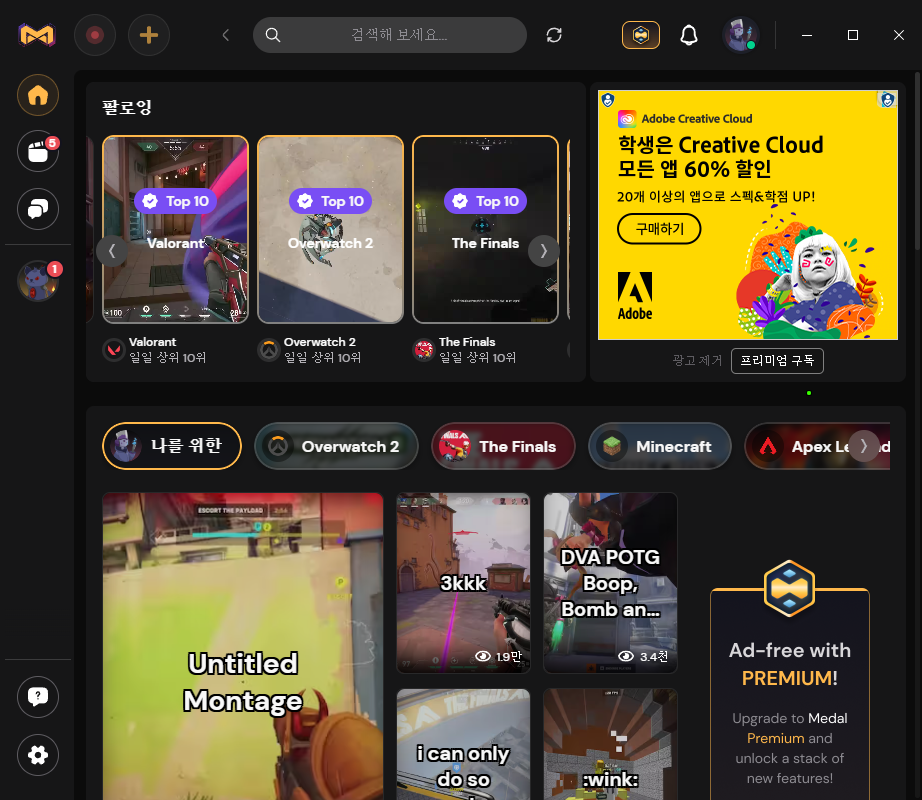 검색해 보세요...
5
1
팔로잉
Top 10
Valorant
Top 10
Overwatch 2
Top 10
The Finals
Valorant
일일 상위 10위
Overwatch 2
일일 상위 10위
The Finals
일일 상위 10위
Adobe Creative Cloud
학생은 Creative Cloud
모든 앱 60% 할인
20개 이상의 앱으로 스펙&학점 UP!
구매하기
Adobe
광고 제거
프리미엄 구독
나를 위한
Overwatch 2
The Finals
Minecraft
Apex Le
ESCORT THE PAYLOAD
Untitled
Montage
3kkk
1.9만
DVA POTG
Boop,
Bomb an...
3.4천
i can only
do so
:wink:
Ad-free with
PREMIUM!
Upgrade to Medal
Premium and
unlock a stack of
new features!